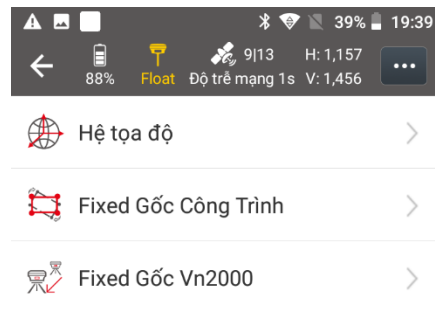 39% 19:39
9|13 H: 1,157
88% Float Độ trễ mạng 1s V: 1,456
Hệ tọa độ
Fixed Gốc Công Trình
Fixed Gốc Vn2000